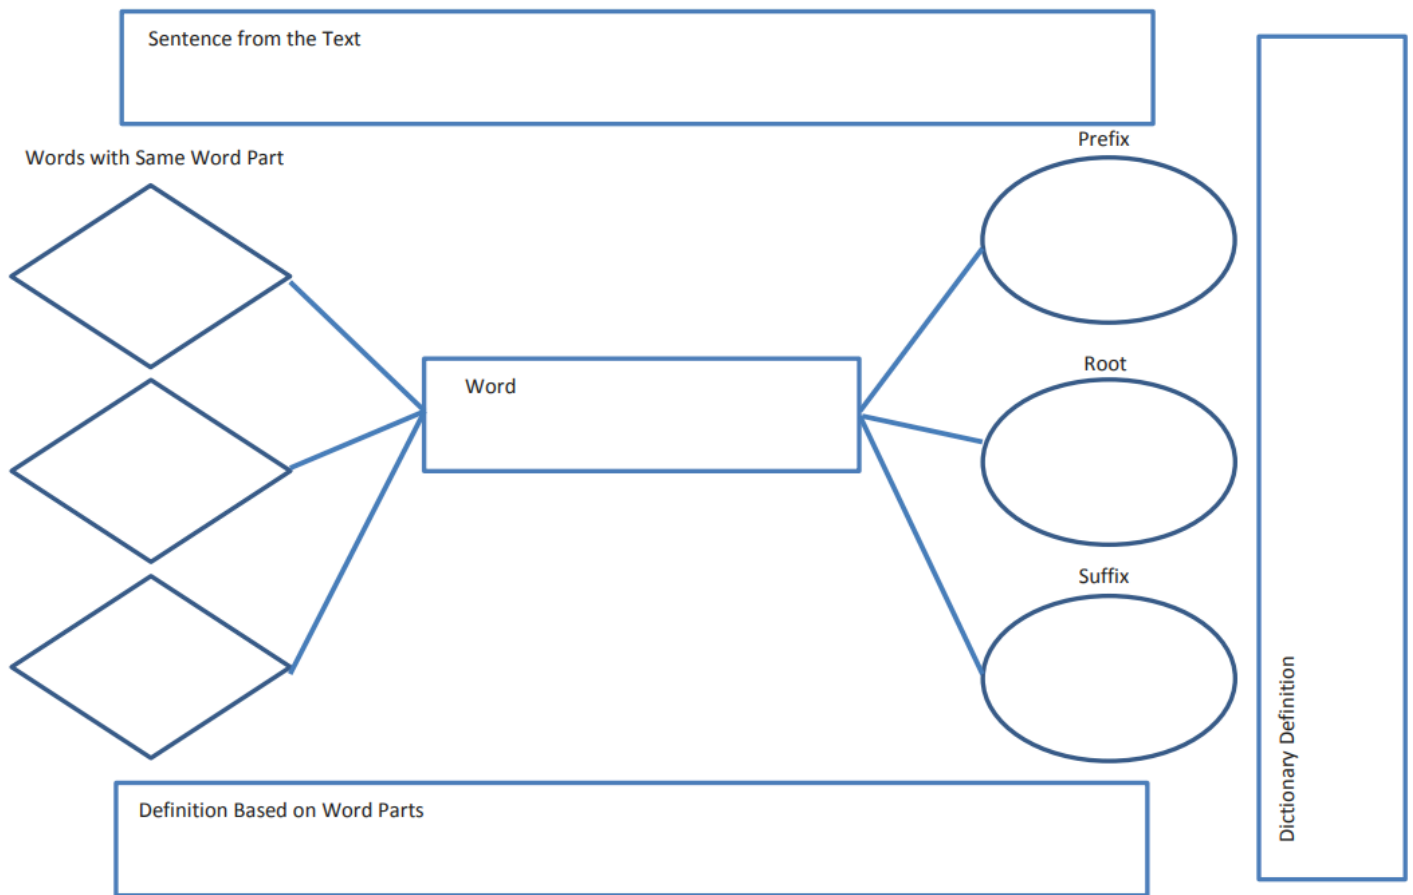 Sentence from the Text
Prefix
Words with Same Word Part
Root
Word
Suffix
Dictionary Definition
Definition Based on Word Parts